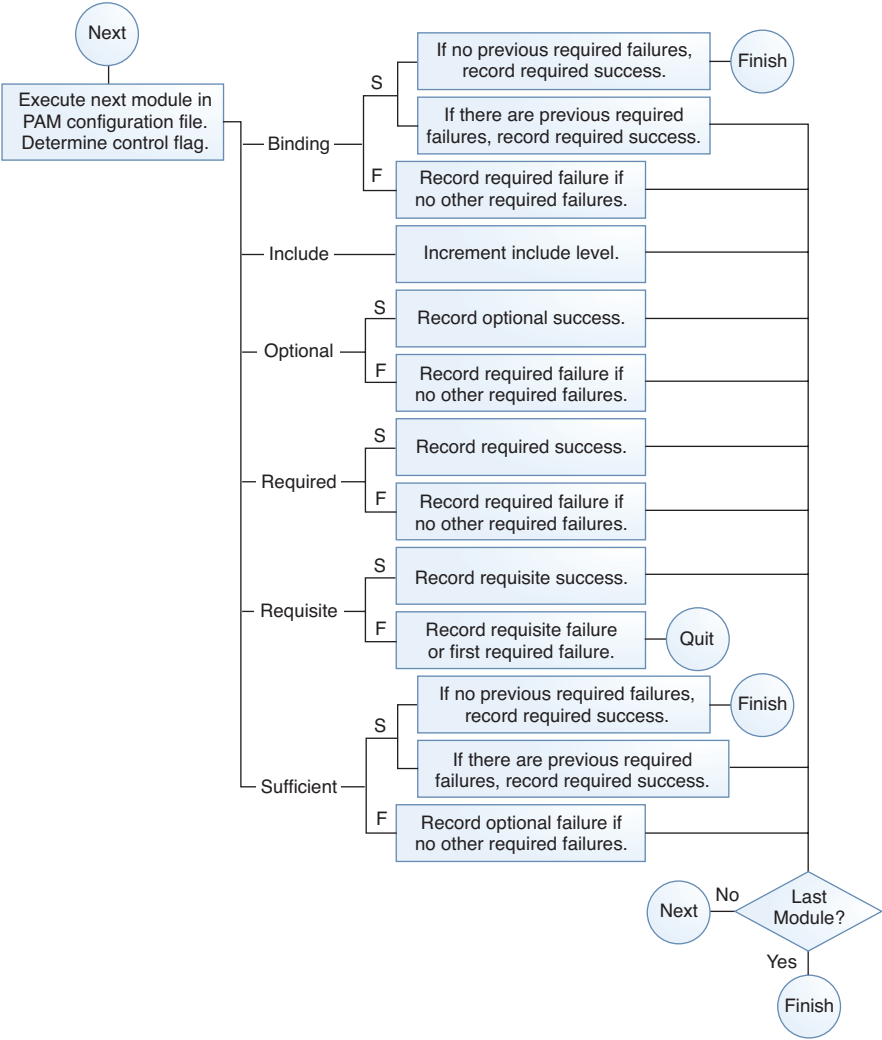 Next
Execute next module in
PAM configuration file.
Determine control flag.
Binding
S
If no previous required failures,
record required success.
Finish
If there are previous required
failures, record required success.
F
Record required failure if
no other required failures.
Include
Increment include level.
Optional
S
Record optional success.
F
Record required failure if
no other required failures.
Required
S
Record required success.
F
Record required failure if
no other required failures.
Requisite
S
Record requisite success.
F
Record requisite failure
or first required failure.
Quit
Sufficient
S
If no previous required failures,
record required success.
Finish
If there are previous required
failures, record required success.
F
Record optional failure if
no other required failures.
Last
Module?
No
Next
Yes
Finish